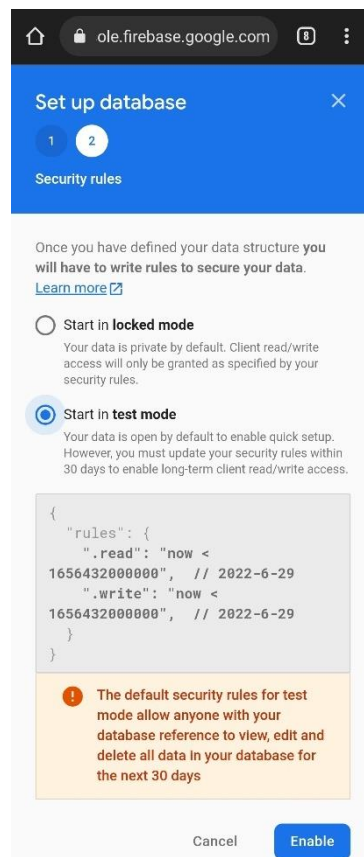 ole.firebase.google.com 8
Set up database
1 2
Security rules
Once you have defined your data structure you
will have to write rules to secure your data.
Learn more
Start in locked mode
Your data is private by default. Client read/write
access will only be granted as specified by your
security rules.
Start in test mode
Your data is open by default to enable quick setup.
However, you must update your security rules within
30 days to enable long-term client read/write access.
{
"rules": {
".read": "now <
1656432000000", // 2022-6-29
".write": "now <
1656432000000", // 2022-6-29
}
}
The default security rules for test
mode allow anyone with your
database reference to view, edit and
delete all data in your database for
the next 30 days
Cancel Enable